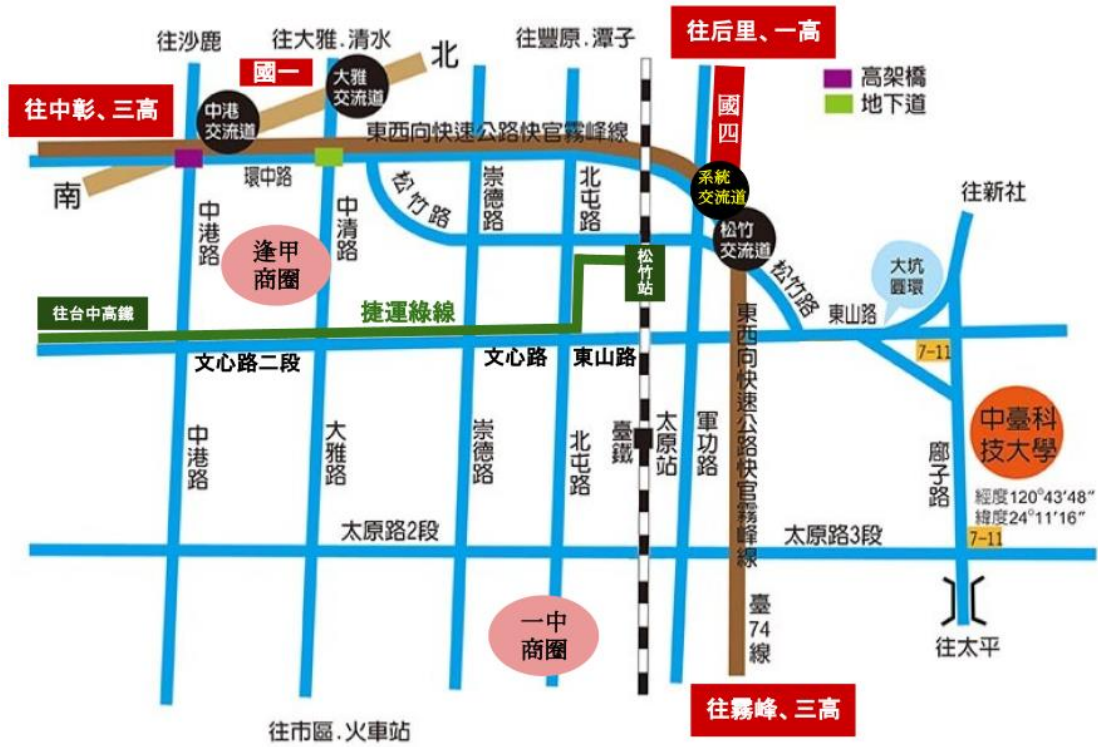 往沙鹿
往大雅.清水
北
往豐原.潭子
往后里、一高
國一
大雅
交流道
高架橋
地下道
往中彰、三高
中港
交流道
國四
東西向快速公路快官霧峰線
環中路
南
系統
交流道
松竹
交流道
往新社
松竹路
崇德路
北屯路
中港路
中清路
逢甲
商圈
松竹站
松竹路
大坑
圓環
往台中高鐵
捷運綠線
東山路
文心路二段
文心路
東山路
7-11
東西向快速公路快官霧峰線
中港路
大雅路
崇德路
北屯路
臺鐵
太原站
軍功路
廍子路
中臺科
技大學
經度120°43'48"
緯度24°11'16"
太原路2段
太原路3段
7-11
一中
商圈
臺74線
往太平
往霧峰、三高
往市區.火車站